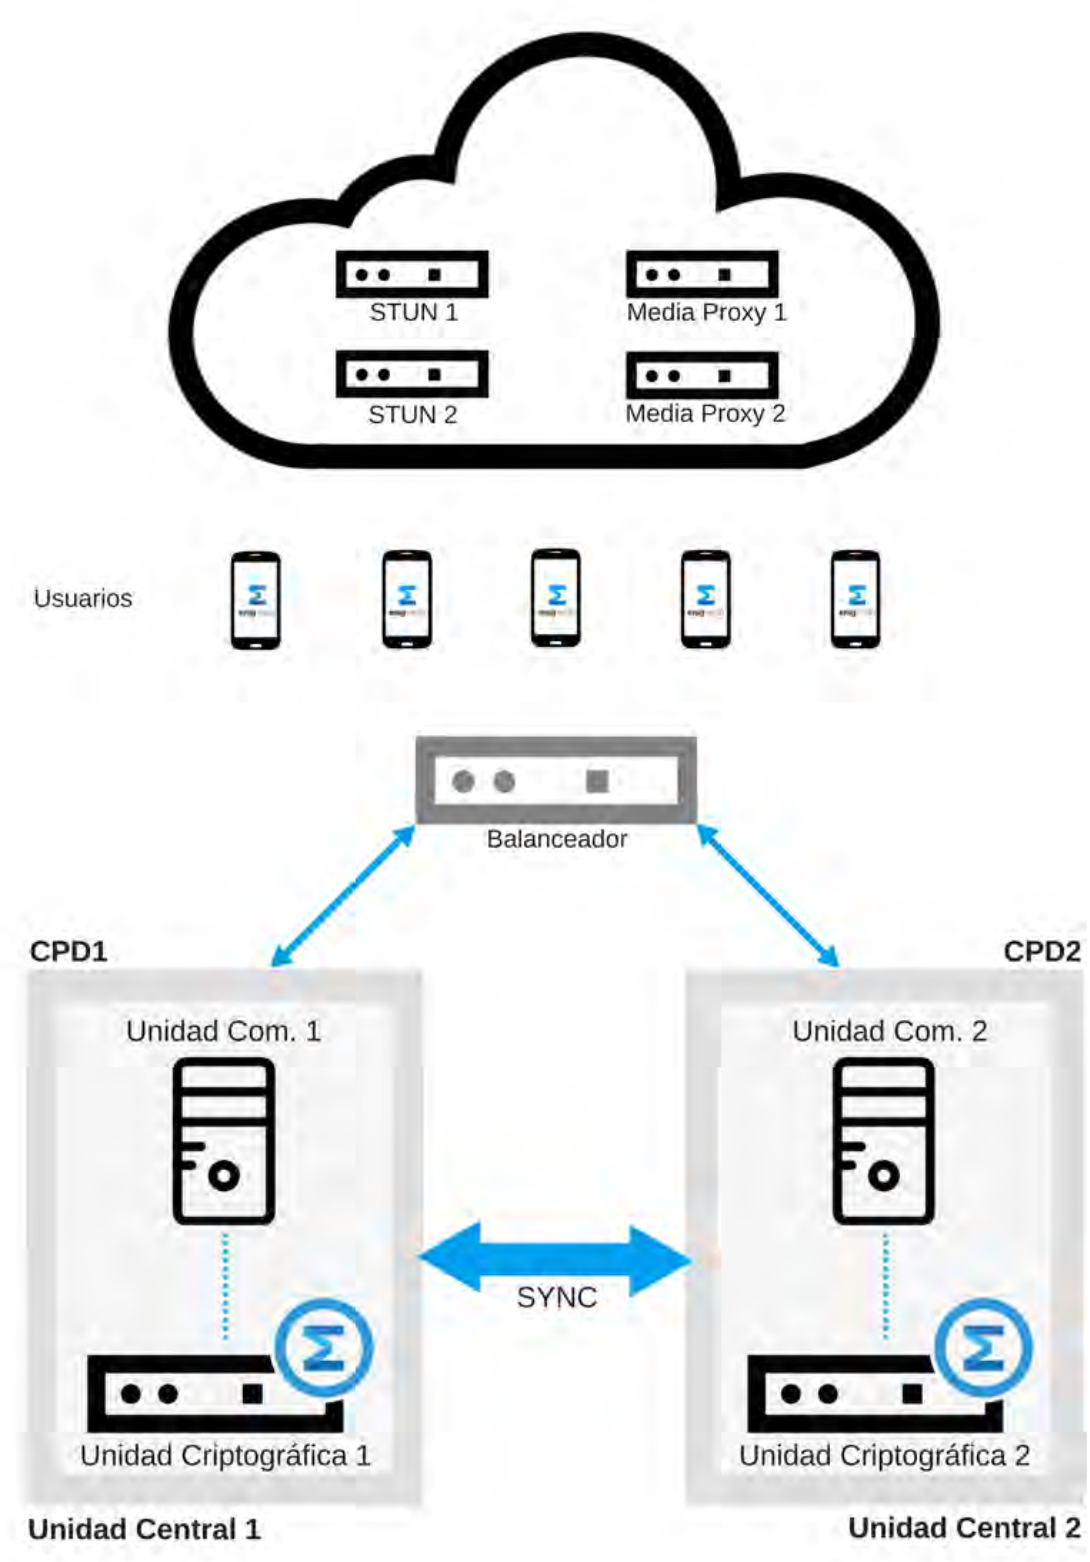 STUN 1
Media Proxy 1
STUN 2
Media Proxy 2
Usuarios
Balanceador
CPD1
CPD2
Unidad Com. 1
Unidad Com. 2
SYNC
Unidad Criptográfica 1
Unidad Criptográfica 2
Unidad Central 1
Unidad Central 2